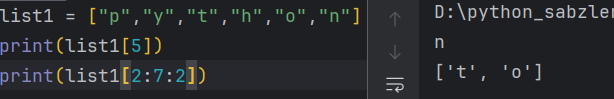 list1 = ["p","y","t","h","o","n"]
print(list1[5])
print(list1[2:7:2])
D:\python_sabzler
n
['t', 'o']